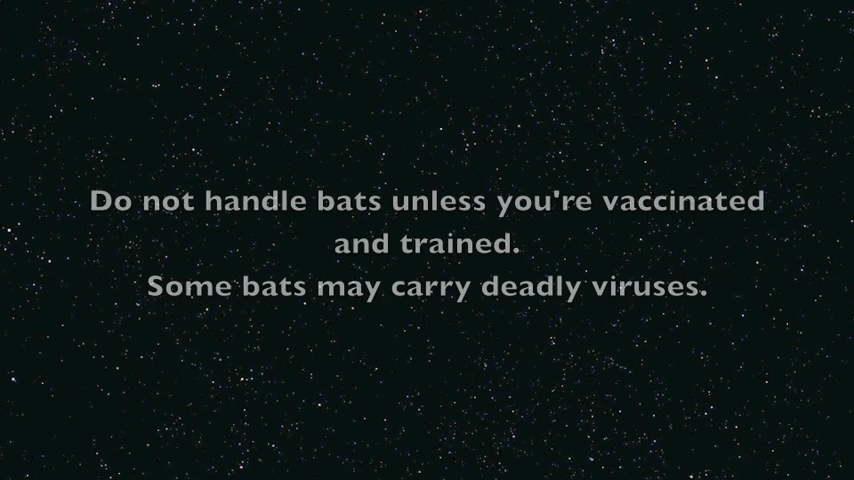 Do not handle bats unless you're vaccinated
and trained.
Some bats may carry deadly viruses.